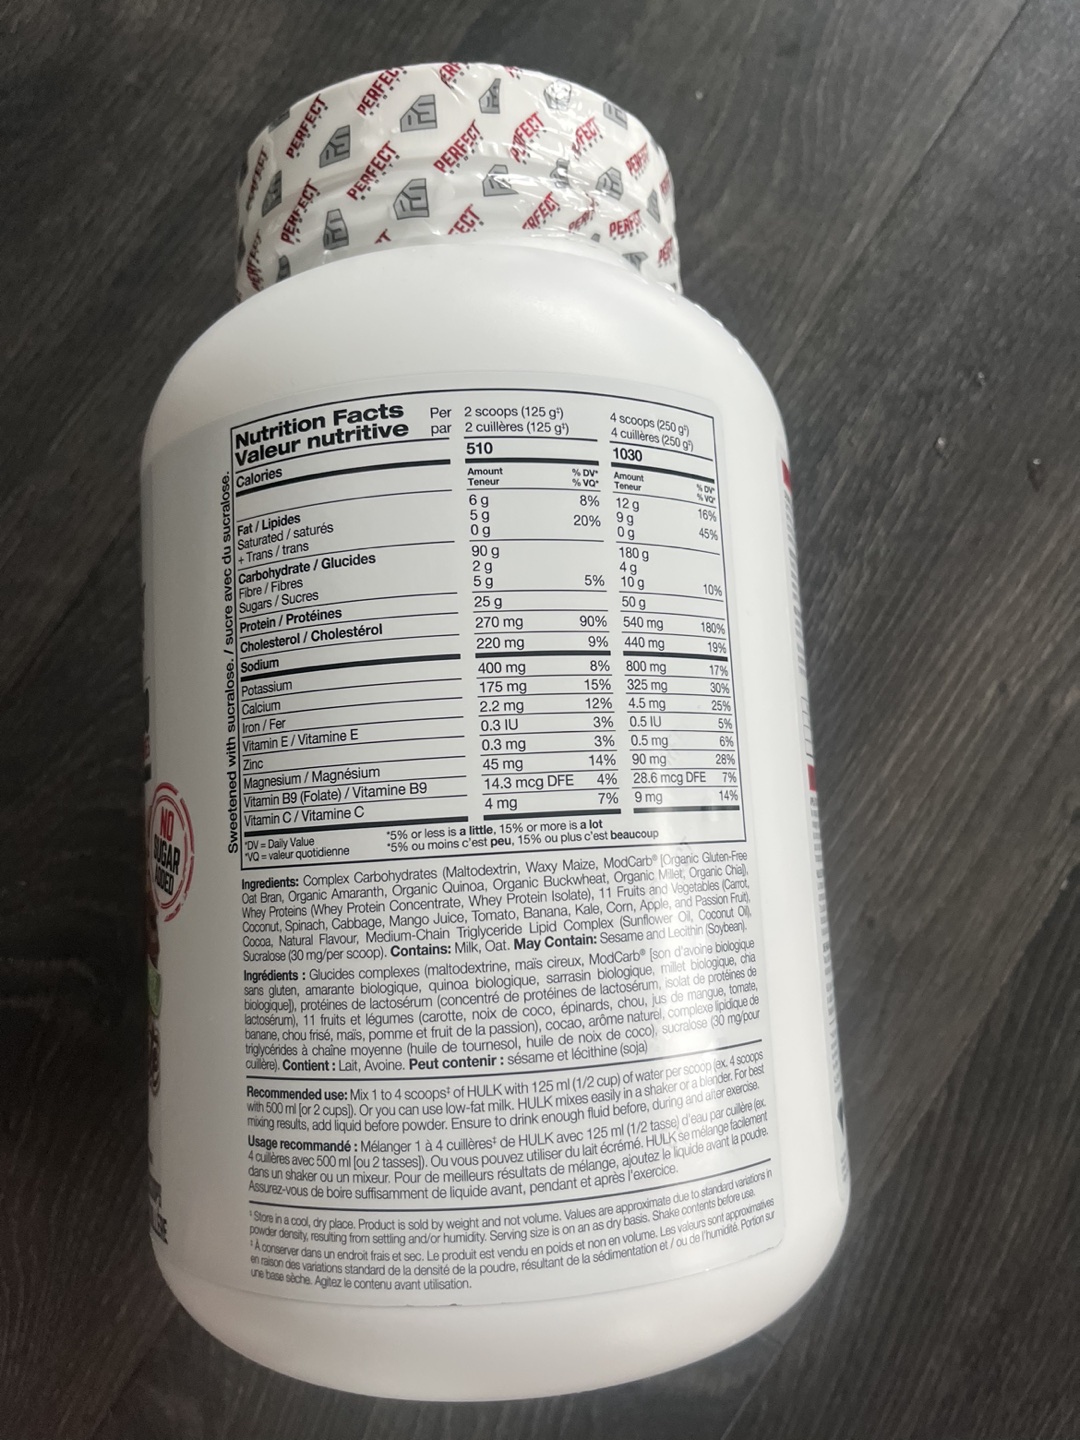 PERFECT PERFECT PERFECT
PERFECT PERFECT PERFECT PERFECT
Sweetened with sucralose. / sucre avec du sucralose.
Nutrition Facts
Valeur nutritive
Per 2 scoops (125 g‡) 4 scoops (250 g‡)
par 2 cuillères (125 g‡) 4 cuillères (250 g‡)
Calories 510 1030
Amount % DV* Amount % DV*
Teneur % VQ* Teneur % VQ*
Fat / Lipides 6 g 8% 12 g 16%
Saturated / saturés 5 g 20% 9 g 45%
+ Trans / trans 0 g 0 g
Carbohydrate / Glucides 90 g 180 g
Fibre / Fibres 2 g 4 g
Sugars / Sucres 5 g 5% 10 g 10%
Protein / Protéines 25 g 50 g
Cholesterol / Cholestérol 270 mg 90% 540 mg 180%
Sodium 220 mg 9% 440 mg 19%
Potassium 400 mg 8% 800 mg 17%
Calcium 175 mg 15% 325 mg 30%
Iron / Fer 2.2 mg 12% 4.5 mg 25%
Vitamin E / Vitamine E 0.3 IU 3% 0.5 IU 5%
Zinc 0.3 mg 3% 0.5 mg 6%
Magnesium / Magnésium 45 mg 14% 90 mg 28%
Vitamin B9 (Folate) / Vitamine B9 14.3 mcg DFE 4% 28.6 mcg DFE 7%
Vitamin C / Vitamine C 4 mg 7% 9 mg 14%
*DV = Daily Value *5% or less is a little, 15% or more is a lot
*VQ = valeur quotidienne *5% ou moins c'est peu, 15% ou plus c'est beaucoup
Ingredients: Complex Carbohydrates (Maltodextrin, Waxy Maize, ModCarb® [Organic Gluten-Free
Oat Bran, Organic Amaranth, Organic Quinoa, Organic Buckwheat, Organic Millet, Organic Chia]),
Whey Proteins (Whey Protein Concentrate, Whey Protein Isolate), 11 Fruits and Vegetables (Carrot,
Coconut, Spinach, Cabbage, Mango Juice, Tomato, Banana, Kale, Corn, Apple, and Passion Fruit),
Cocoa, Natural Flavour, Medium-Chain Triglyceride Lipid Complex (Sunflower Oil, Coconut Oil),
Sucralose (30 mg/per scoop). Contains: Milk, Oat. May Contain: Sesame and Lecithin (Soybean).
Ingrédients : Glucides complexes (maltodextrine, maïs cireux, ModCarb® [son d'avoine biologique
sans gluten, amarante biologique, quinoa biologique, sarrasin biologique, millet biologique, chia
biologique]), protéines de lactosérum (concentré de protéines de lactosérum, isolat de protéines de
lactosérum), 11 fruits et légumes (carotte, noix de coco, épinards, chou, jus de mangue, tomate,
banane, chou frisé, maïs, pomme et fruit de la passion), cocao, arôme naturel, complexe lipidique de
triglycérides à chaîne moyenne (huile de tournesol, huile de noix de coco), sucralose (30 mg/pour
cuillère). Contient : Lait, Avoine. Peut contenir : sésame et lécithine (soja)
Recommended use: Mix 1 to 4 scoops‡ of HULK with 125 ml (1/2 cup) of water per scoop (ex. 4 scoops
with 500 ml [or 2 cups]). Or you can use low-fat milk. HULK mixes easily in a shaker or a blender. For best
mixing results, add liquid before powder. Ensure to drink enough fluid before, during and after exercise.
Usage recommandé : Mélanger 1 à 4 cuillères‡ de HULK avec 125 ml (1/2 tasse) d'eau par cuillère (ex.
4 cuillères avec 500 ml [ou 2 tasses]). Ou vous pouvez utiliser du lait écrémé. HULK se mélange facilement
dans un shaker ou un mixeur. Pour de meilleurs résultats de mélange, ajoutez le liquide avant la poudre.
Assurez-vous de boire suffisamment de liquide avant, pendant et après l'exercice.
‡ Store in a cool, dry place. Product is sold by weight and not volume. Values are approximate due to standard variations in
powder density, resulting from settling and/or humidity. Serving size is on an as dry basis. Shake contents before use.
‡ À conserver dans un endroit frais et sec. Le produit est vendu en poids et non en volume. Les valeurs sont approximatives
en raison des variations standard de la densité de la poudre, résultant de la sédimentation et / ou de l'humidité. Portion sur
une base sèche. Agitez le contenu avant utilisation.
NO
SUGAR
ADDED